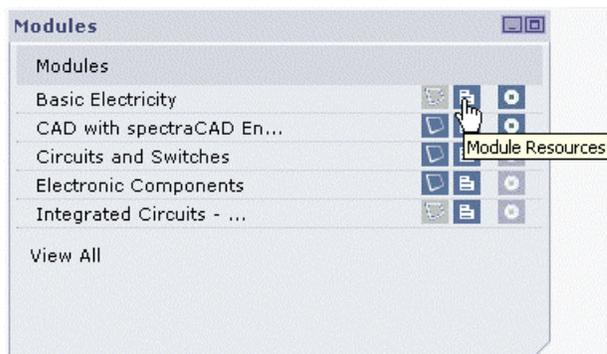 Modules
Modules
Basic Electricity
CAD with spectraCAD En...
Module Resources
Circuits and Switches
Electronic Components
Integrated Circuits - ...
View All